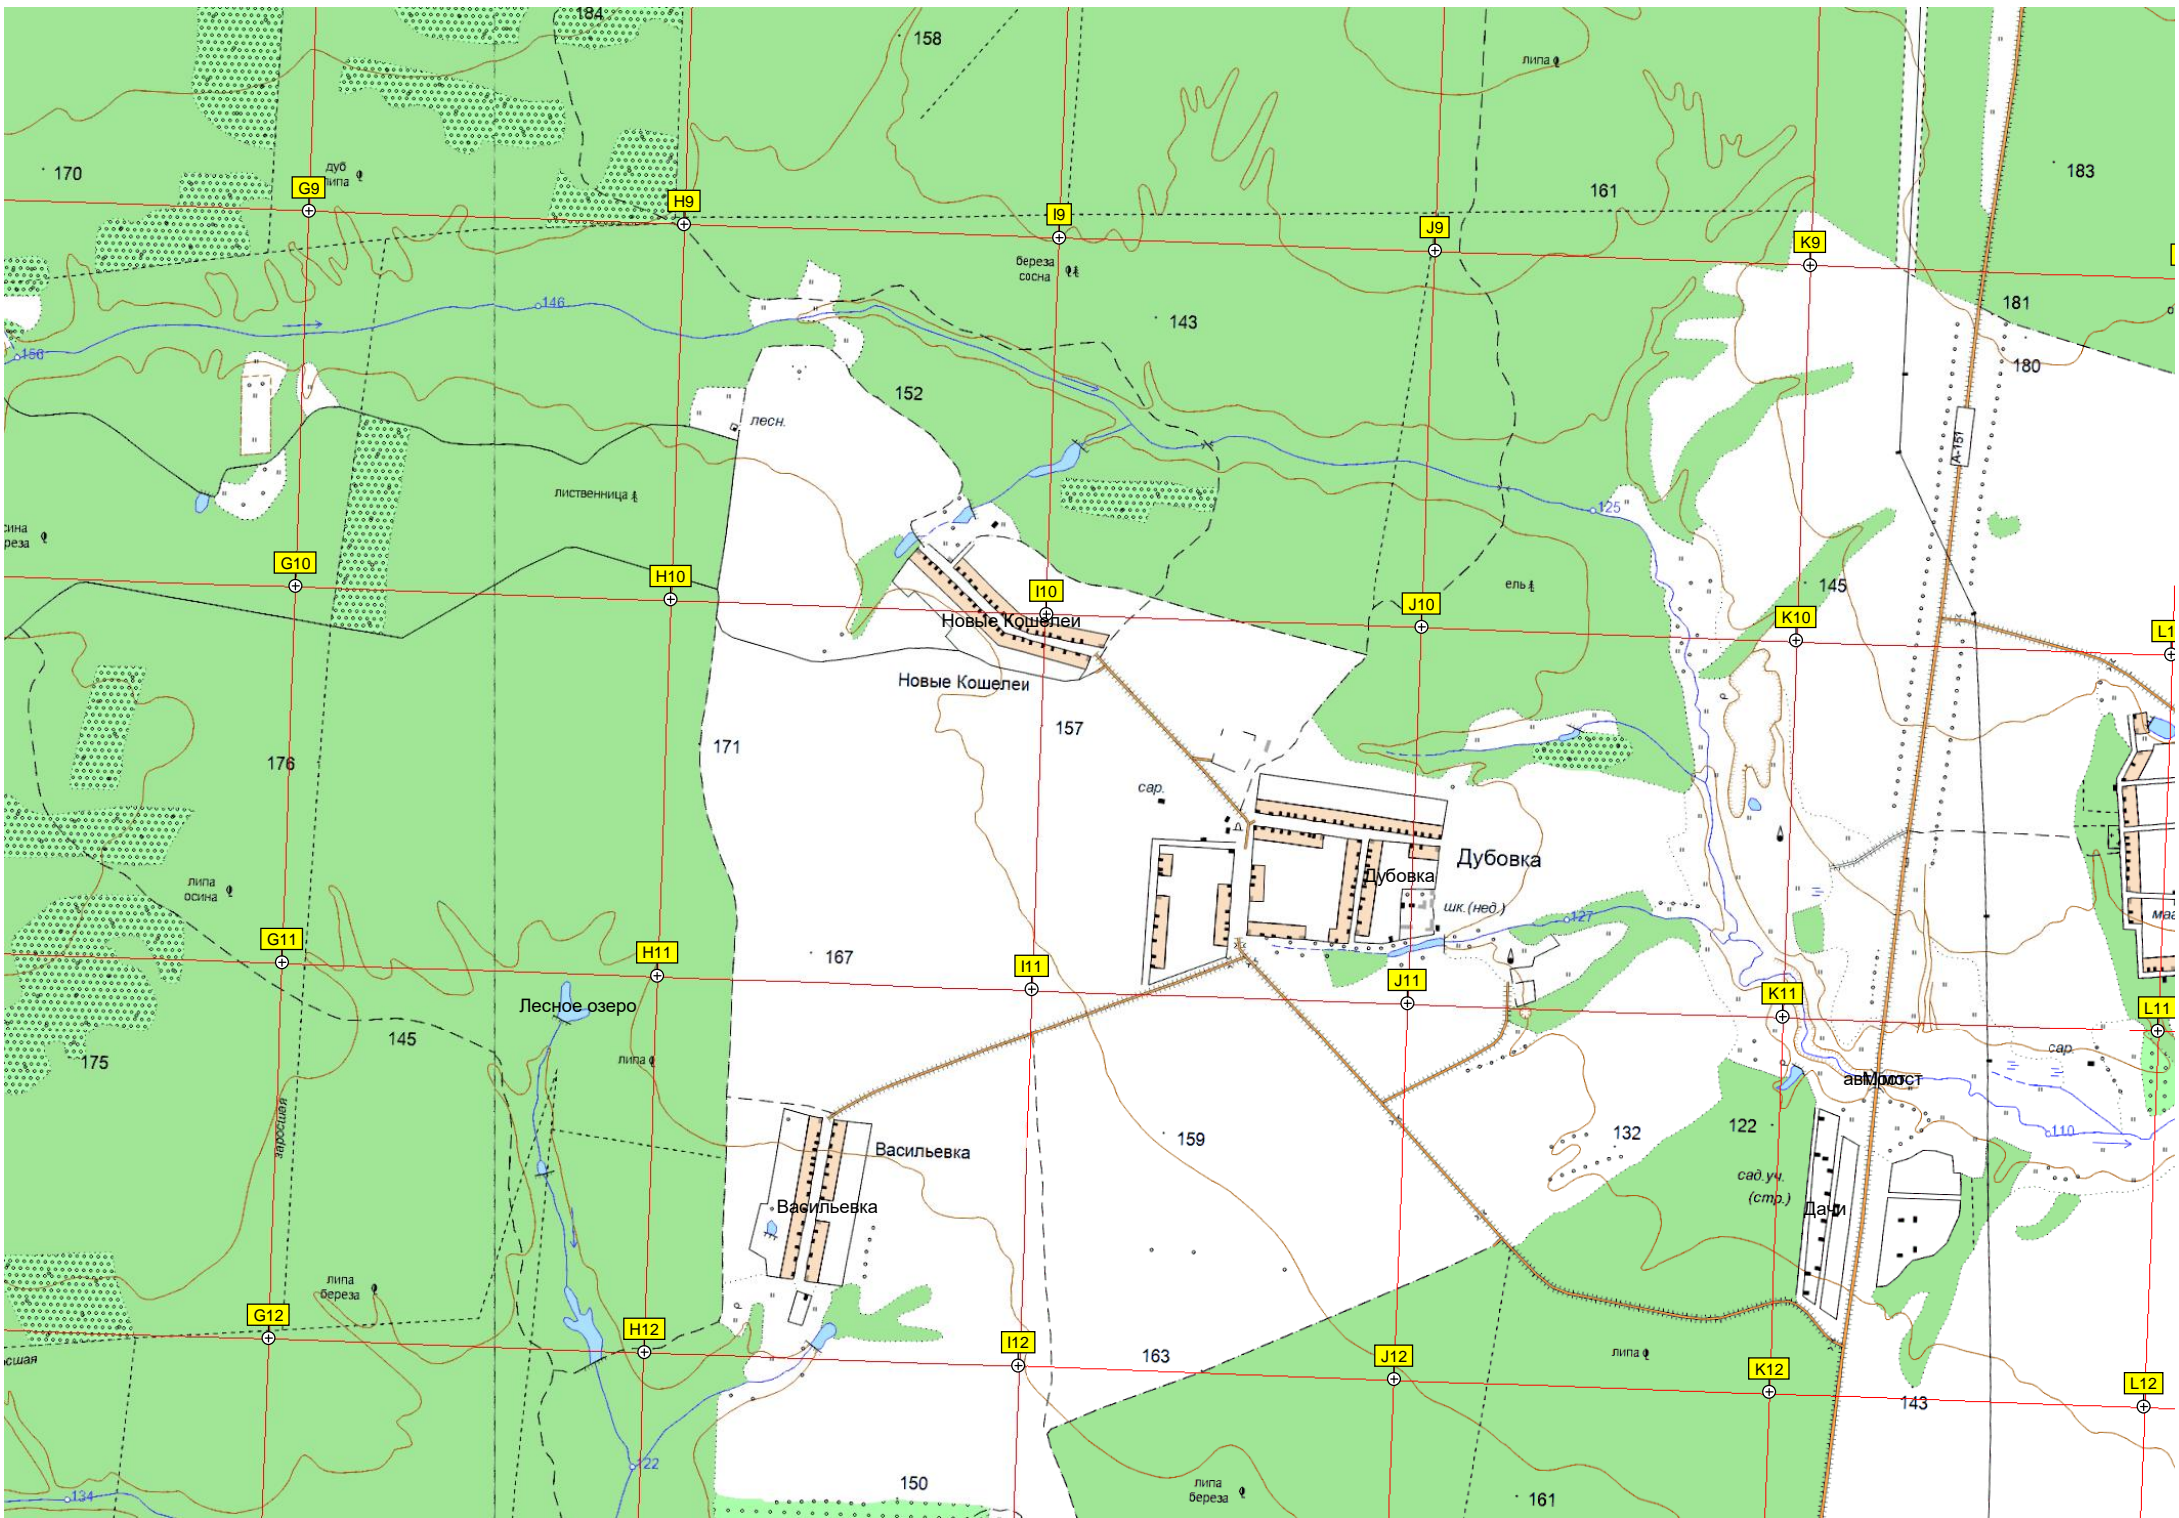 184
158
липа
170
дуб
липа
G9
H9
I9
J9
K9
161
183
береза
сосна
146
143
181
150
180
152
лесн.
А-151
лиственница
125
G10
H10
I10
J10
K10
ель
145
Новые Кошелеи
Новые Кошелеи
157
171
176
сар.
Дубовка
Дубовка
шк.(нед.)
127
липа
осина
G11
H11
I11
J11
K11
L11
167
Лесное озеро
145
175
липа
сар.
Мост
заросшая
159
132
122
110
Васильевка
Васильевка
сад.уч.
(стр.)
Дачи
липа
береза
G12
H12
I12
J12
K12
L12
163
липа
143
122
134
150
липа
береза
161